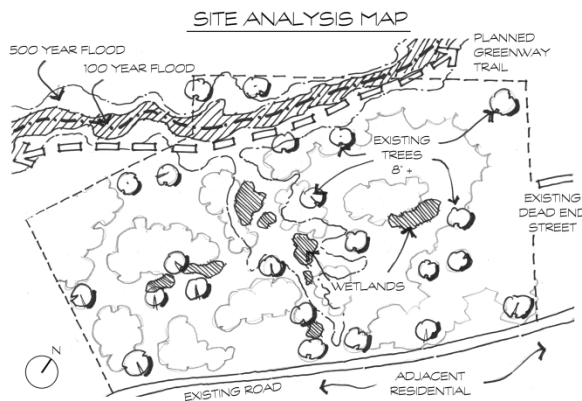 SITE ANALYSIS MAP
PLANNED
GREENWAY
TRAIL
500 YEAR FLOOD
100 YEAR FLOOD
EXISTING
TREES
8" +
EXISTING
DEAD END
STREET
WETLANDS
N
EXISTING ROAD
ADJACENT
RESIDENTIAL